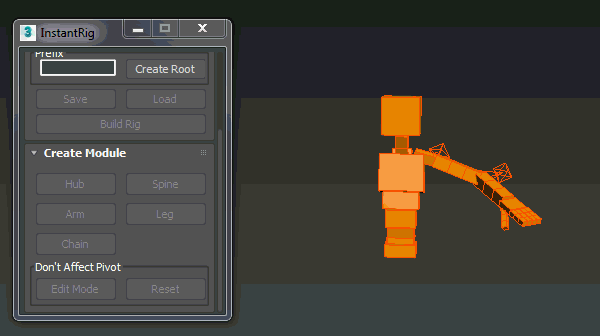 3 InstantRig
Prefix
Create Root
Save Load
Build Rig
Create Module
Hub Spine
Arm Leg
Chain
Don't Affect Pivot
Edit Mode Reset